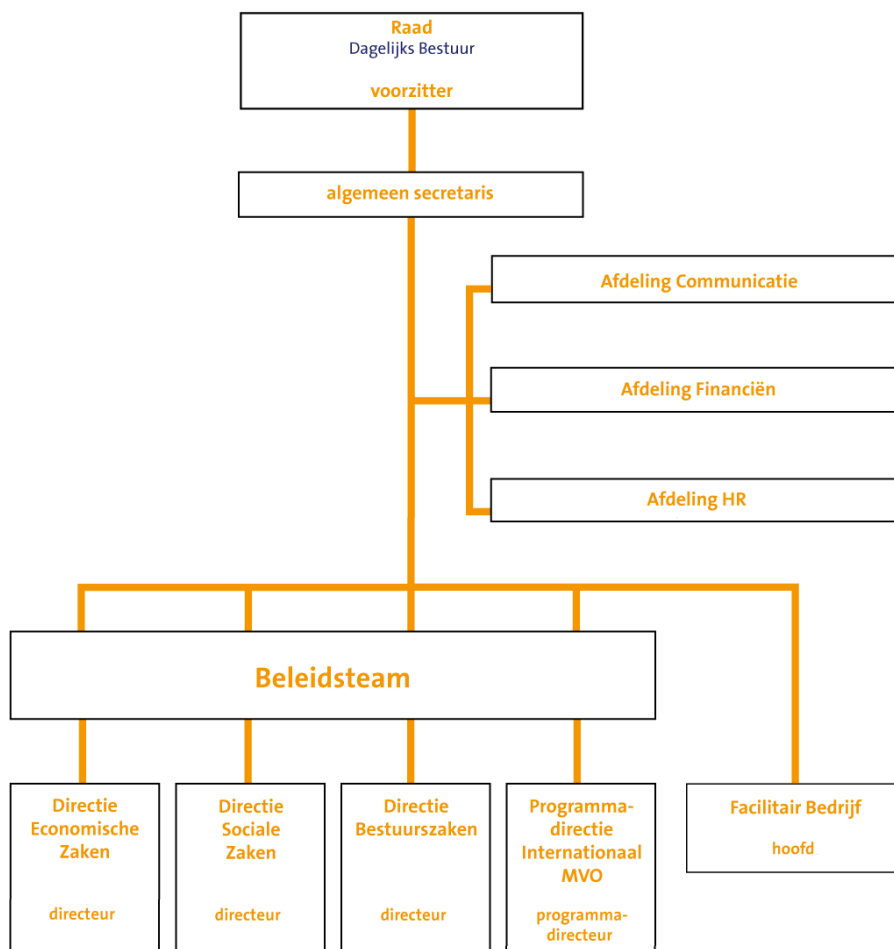 Raad
Dagelijks Bestuur
voorzitter
algemeen secretaris
Afdeling Communicatie
Afdeling Financiën
Afdeling HR
Beleidsteam
Directie
Economische
Zaken
directeur
Directie
Sociale
Zaken
directeur
Directie
Bestuurszaken
directeur
Programma-
directie
Internationaal
MVO
programma-
directeur
Facilitair Bedrijf
hoofd